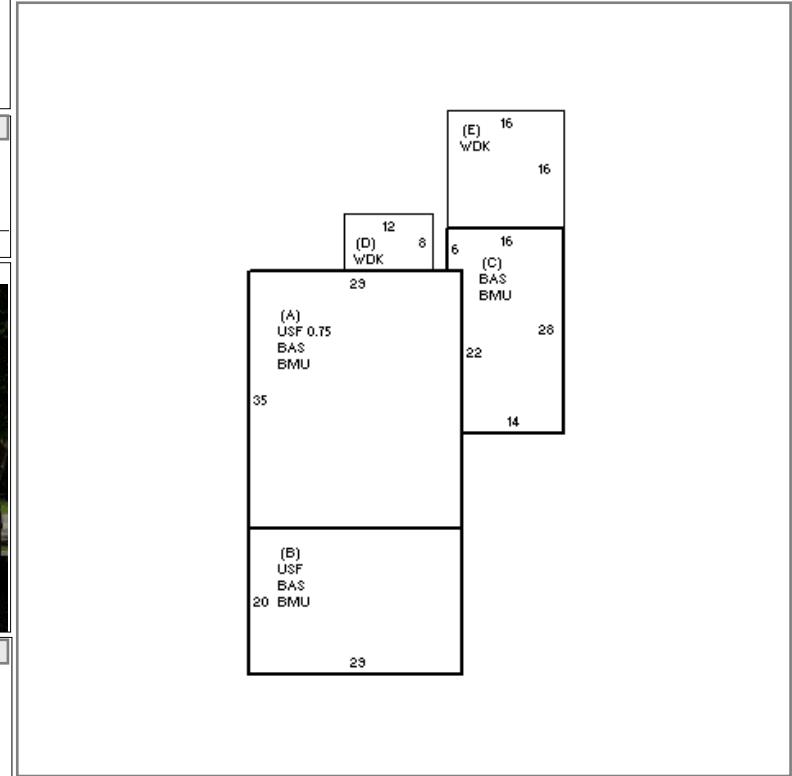 16
(E)
WDK
16
12
(D)
8
WDK
6
16
(C)
BAS
BMU
28
22
14
29
(A)
USF 0.75
BAS
BMU
35
(B)
USF
BAS
20 BMU
29